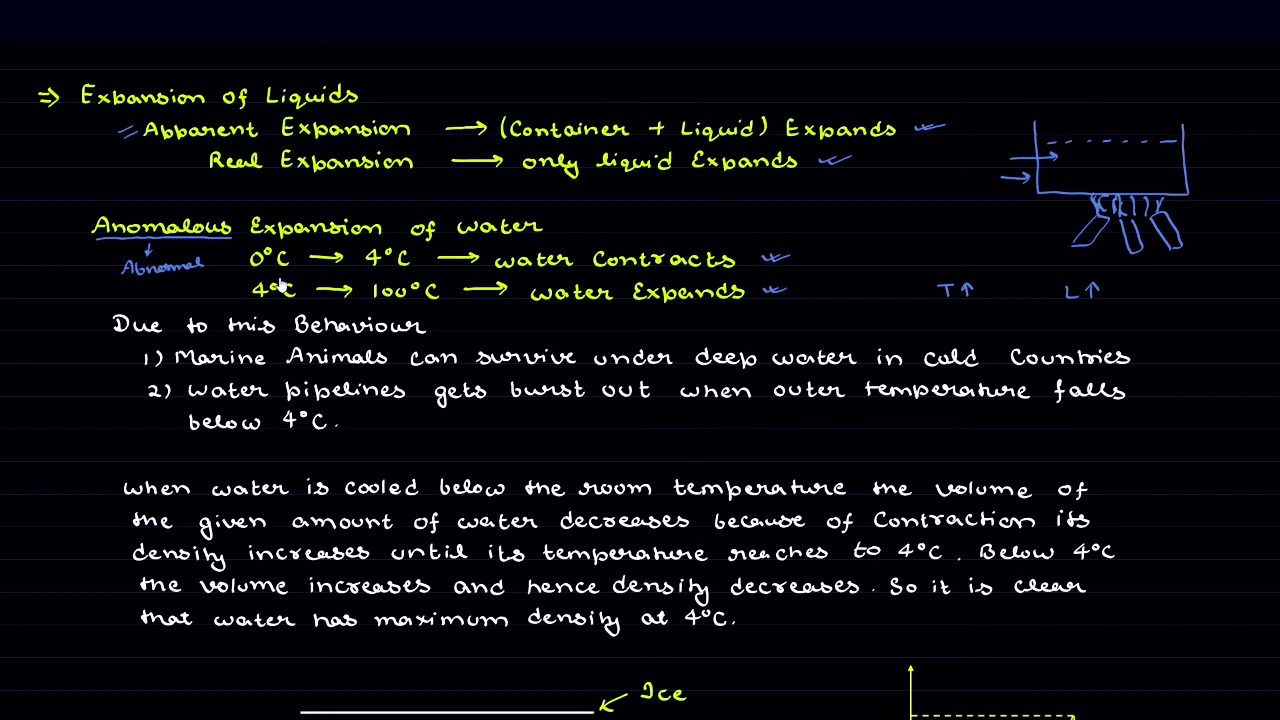 ⇒ Expansion of Liquids
Apparent Expansion → (Container + Liquid) Expands
Real Expansion → only liquid Expands
Anomalous Expansion of water
Abnormal
0°C → 4°C → water Contracts
4°C → 100°C → water Expands
T↑ L↑
Due to this Behaviour
1) Marine Animals can survive under deep water in cold Countries
2) water pipelines gets burst out when outer temperature falls
below 4°C.
when water is cooled below the room temperature the volume of
the given amount of water decreases because of Contraction its
density increases until its temperature reaches to 4°C. Below 4°C
the volume increases and hence density decreases. So it is clear
that water has maximum density at 4°C.
Ice